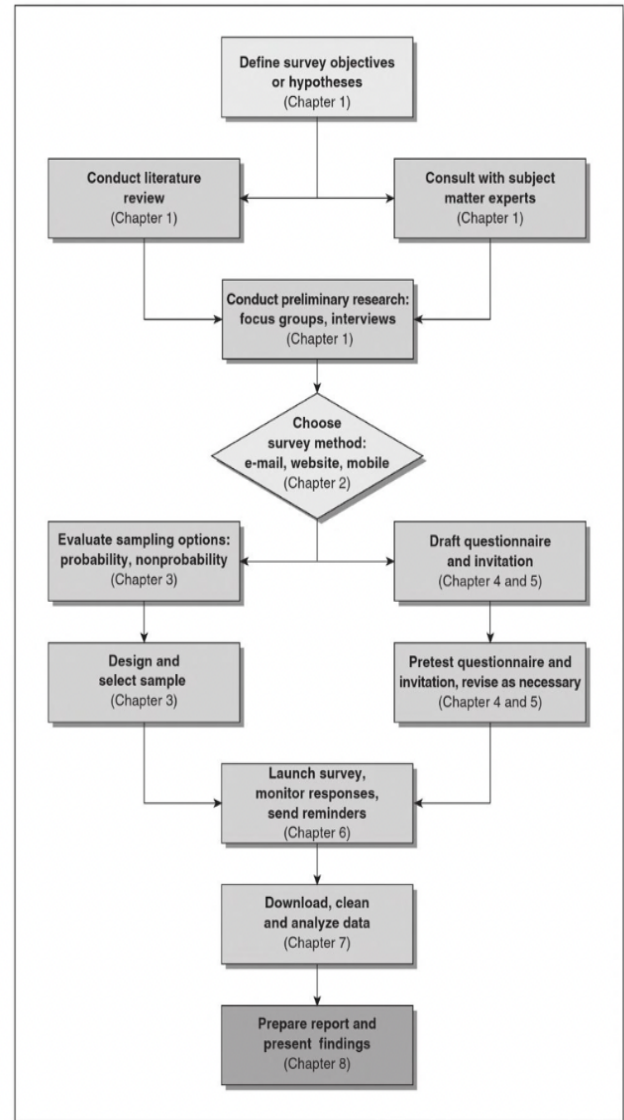 Define survey objectives
or hypotheses
(Chapter 1)
Conduct literature
review
(Chapter 1)
Consult with subject
matter experts
(Chapter 1)
Conduct preliminary research:
focus groups, interviews
(Chapter 1)
Choose
survey method:
e-mail, website, mobile
(Chapter 2)
Evaluate sampling options:
probability, nonprobability
(Chapter 3)
Draft questionnaire
and invitation
(Chapter 4 and 5)
Design and
select sample
(Chapter 3)
Pretest questionnaire and
invitation, revise as necessary
(Chapter 4 and 5)
Launch survey,
monitor responses,
send reminders
(Chapter 6)
Download, clean
and analyze data
(Chapter 7)
Prepare report and
present findings
(Chapter 8)